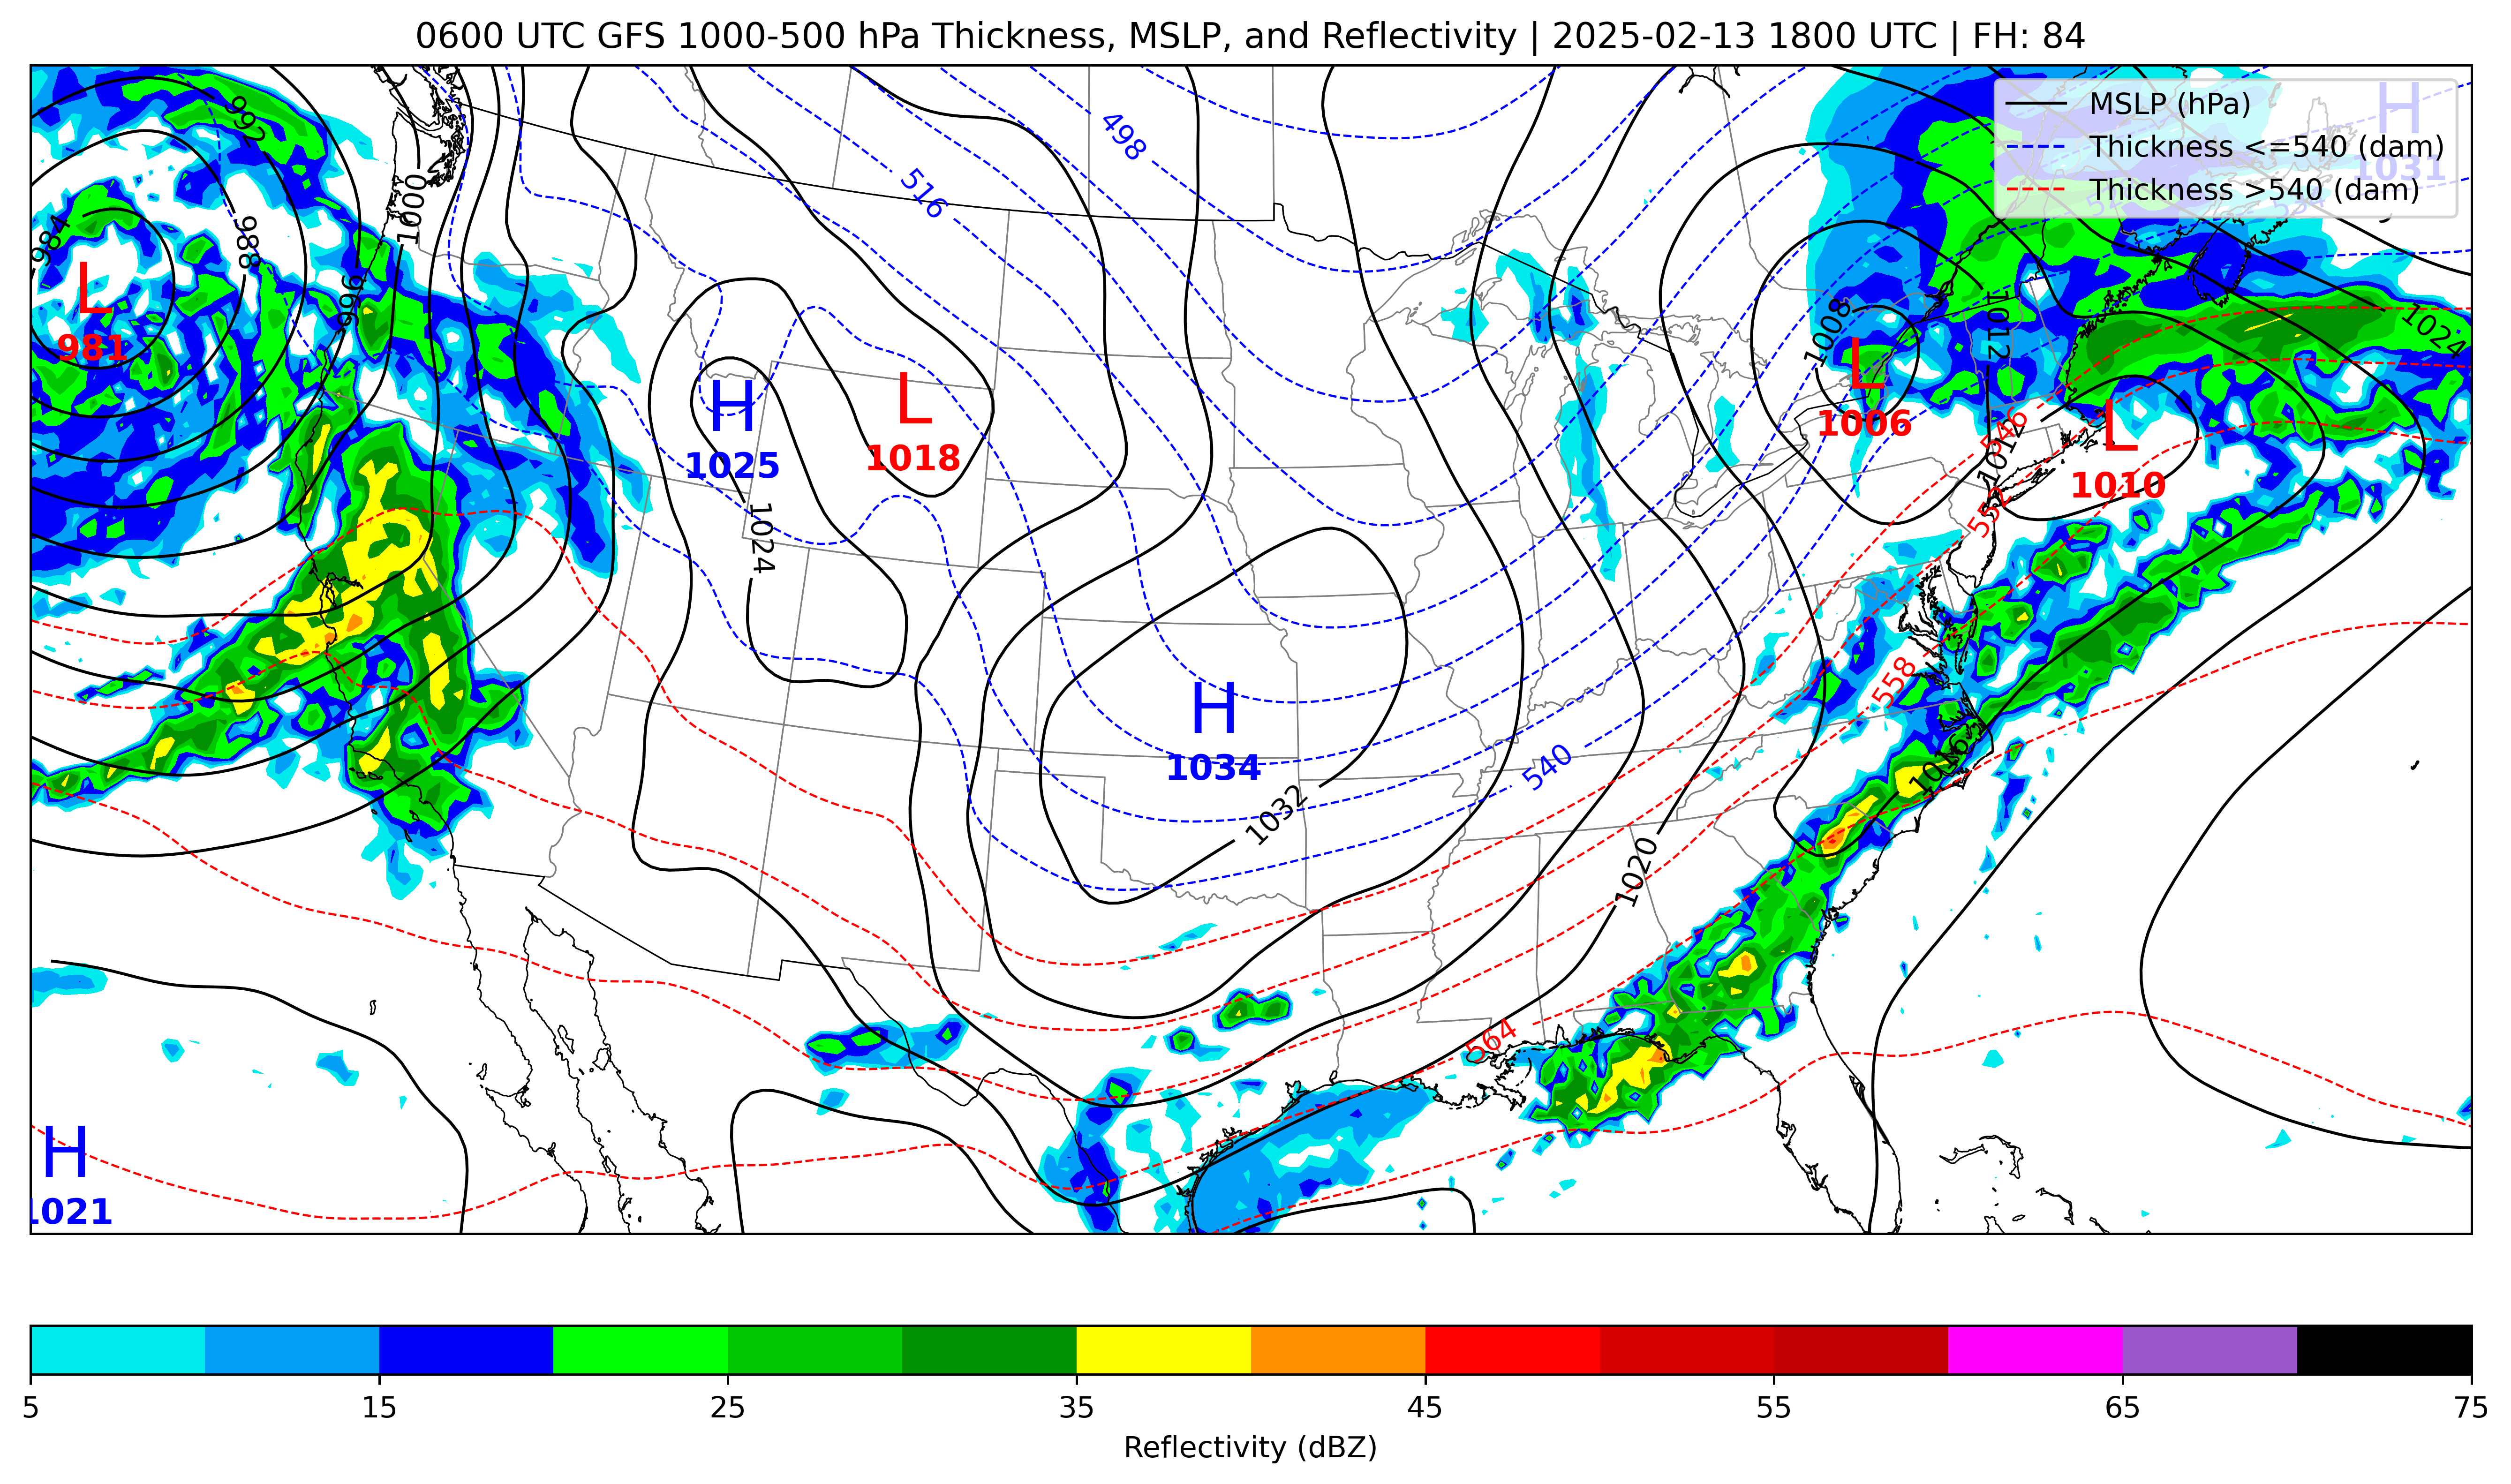 0600 UTC GFS 1000-500 hPa Thickness, MSLP, and Reflectivity | 2025-02-13 1800 UTC | FH: 84
MSLP (hPa)
Thickness <=540 (dam)
Thickness >540 (dam)
H
1031
992
498
516
1000
984
988
996
L
981
1008
1012
1024
L
1006
H
1025
L
1018
546
1012
L
1010
552
1024
558
H
1034
540
1016
1032
1020
564
H
1021
5
15
25
35
45
55
65
75
Reflectivity (dBZ)